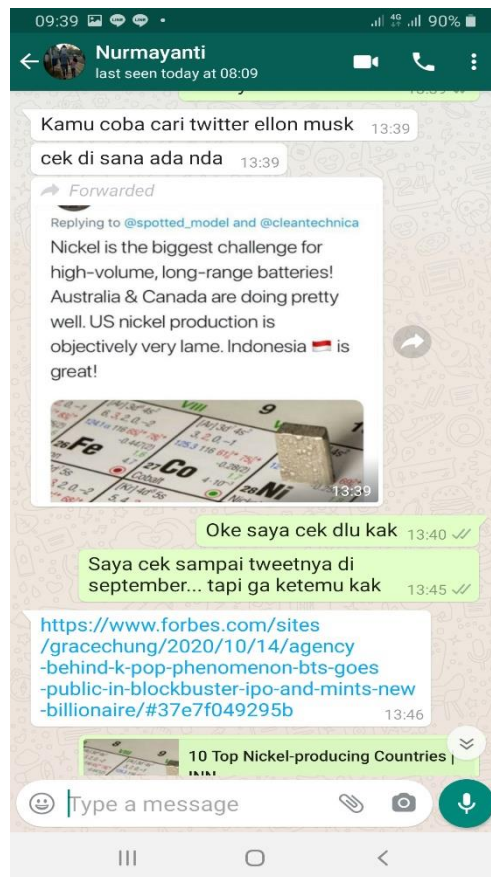 09:39
4G
90%
Nurmayanti
last seen today at 08:09
Kamu coba cari twitter ellon musk 13:39
cek di sana ada nda 13:39
Forwarded
Replying to @spotted_model and @cleantechnica
Nickel is the biggest challenge for
high-volume, long-range batteries!
Australia & Canada are doing pretty
well. US nickel production is
objectively very lame. Indonesia 🇮🇩 is
great!
VIII
9
26 Fe
27 Co
Cobalt
28 Ni
13:39
Oke saya cek dlu kak 13:40
Saya cek sampai tweetnya di
september... tapi ga ketemu kak 13:45
https://www.forbes.com/sites
/gracechung/2020/10/14/agency
-behind-k-pop-phenomenon-bts-goes
-public-in-blockbuster-ipo-and-mints-new
-billionaire/#37e7f049295b
13:46
10 Top Nickel-producing Countries |
Type a message